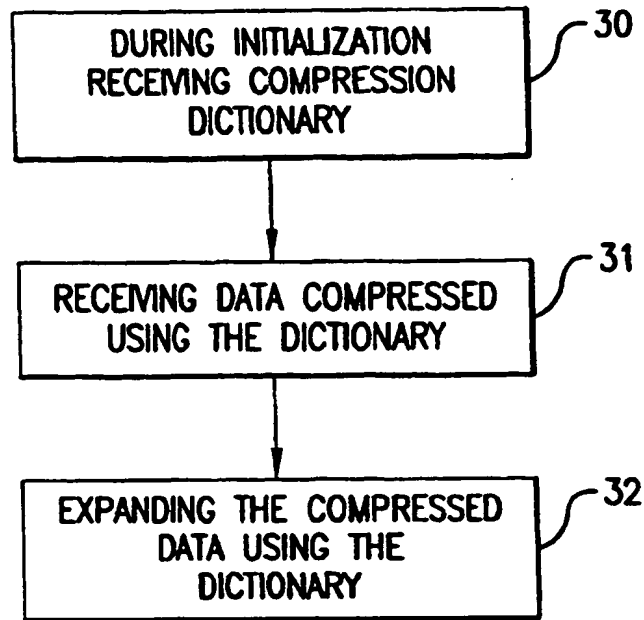 DURING INITIALIZATION
RECEIVING COMPRESSION
DICTIONARY
30
RECEIVING DATA COMPRESSED
USING THE DICTIONARY
31
EXPANDING THE COMPRESSED
DATA USING THE
DICTIONARY
32